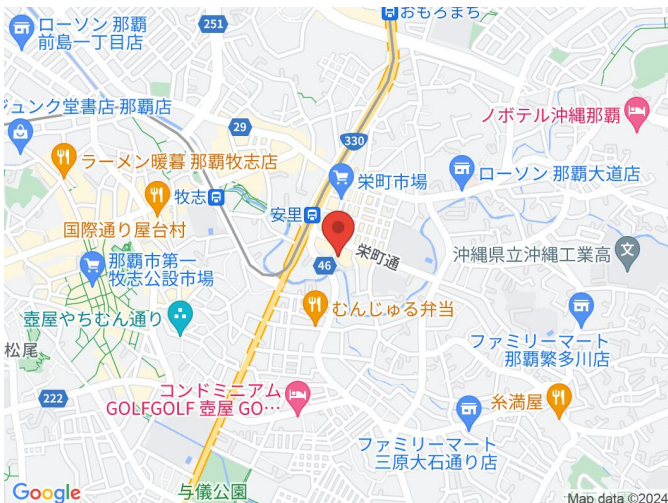 おもろまち
ローソン 那覇
前島一丁目店
251
ジュンク堂書店-那覇店
29
ノボテル沖縄那覇
330
ラーメン暖暮 那覇牧志店
栄町市場
ローソン 那覇大道店
牧志
安里
国際通り屋台村
栄町通
沖縄県立沖縄工業高
那覇市第一
牧志公設市場
46
むんじゅる弁当
壺屋やちむん通り
ファミリーマート
那覇繁多川店
松尾
222
コンドミニアム
GOLFGOLF 壺屋 GO…
糸満屋
ファミリーマート
三原大石通り店
与儀公園
Google
Map data ©2024